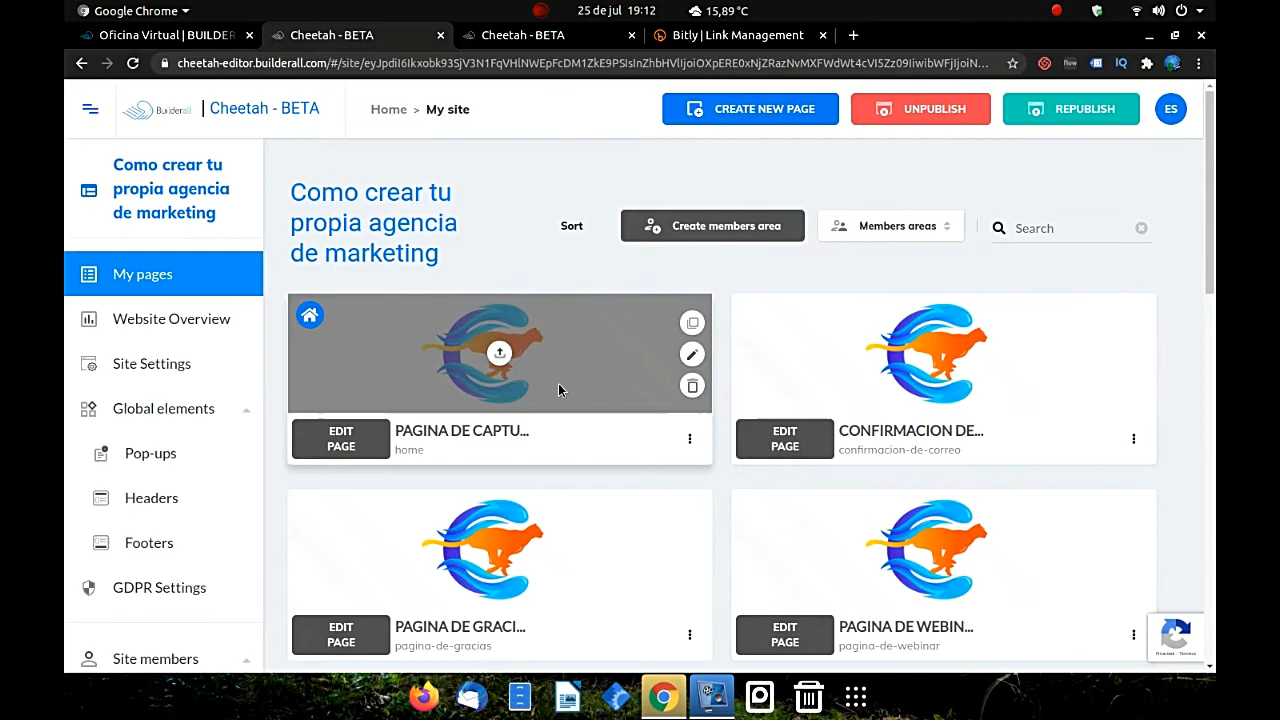 Google Chrome
25 de jul 19:12
15,89 °C
Oficina Virtual | BUILDER
Cheetah - BETA
Cheetah - BETA
Bitly | Link Management
cheetah-editor.builderall.com/#/site/
flow
IQ
Builderall
Cheetah - BETA
Home > My site
CREATE NEW PAGE
UNPUBLISH
REPUBLISH
ES
Como crear tu
propia agencia
de marketing
My pages
Website Overview
Site Settings
Global elements
Pop-ups
Headers
Footers
GDPR Settings
Site members
Como crear tu
propia agencia
de marketing
Sort
Create members area
Members areas
Search
EDIT
PAGE
PAGINA DE CAPTU...
home
EDIT
PAGE
CONFIRMACION DE...
confirmacion-de-correo
EDIT
PAGE
PAGINA DE GRACI...
pagina-de-gracias
EDIT
PAGE
PAGINA DE WEBIN...
pagina-de-webinar